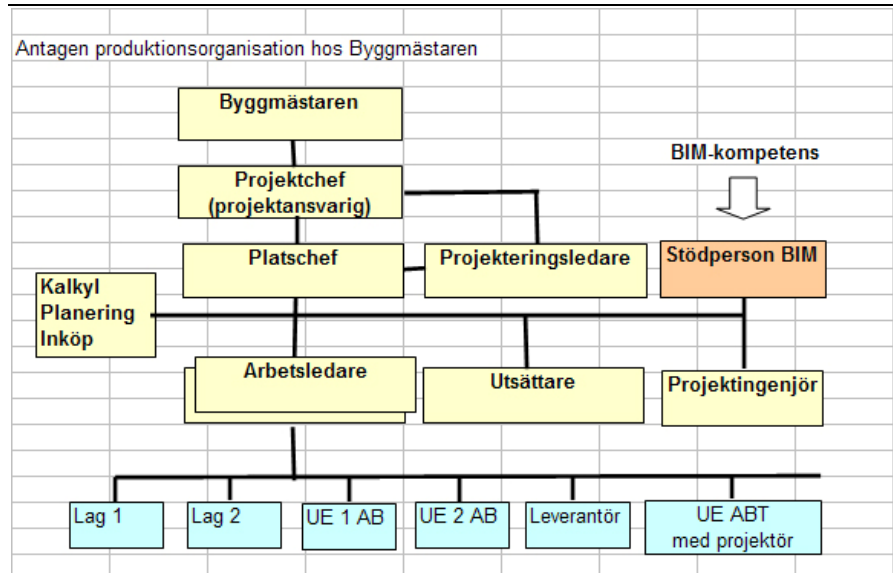 Antagen produktionsorganisation hos Byggmästaren
Byggmästaren
BIM-kompetens
Projektchef
(projektansvarig)
Platschef
Projekteringsledare
Stödperson BIM
Kalkyl
Planering
Inköp
Arbetsledare
Utsättare
Projektingenjör
Lag 1
Lag 2
UE 1 AB
UE 2 AB
Leverantör
UE ABT
med projektör